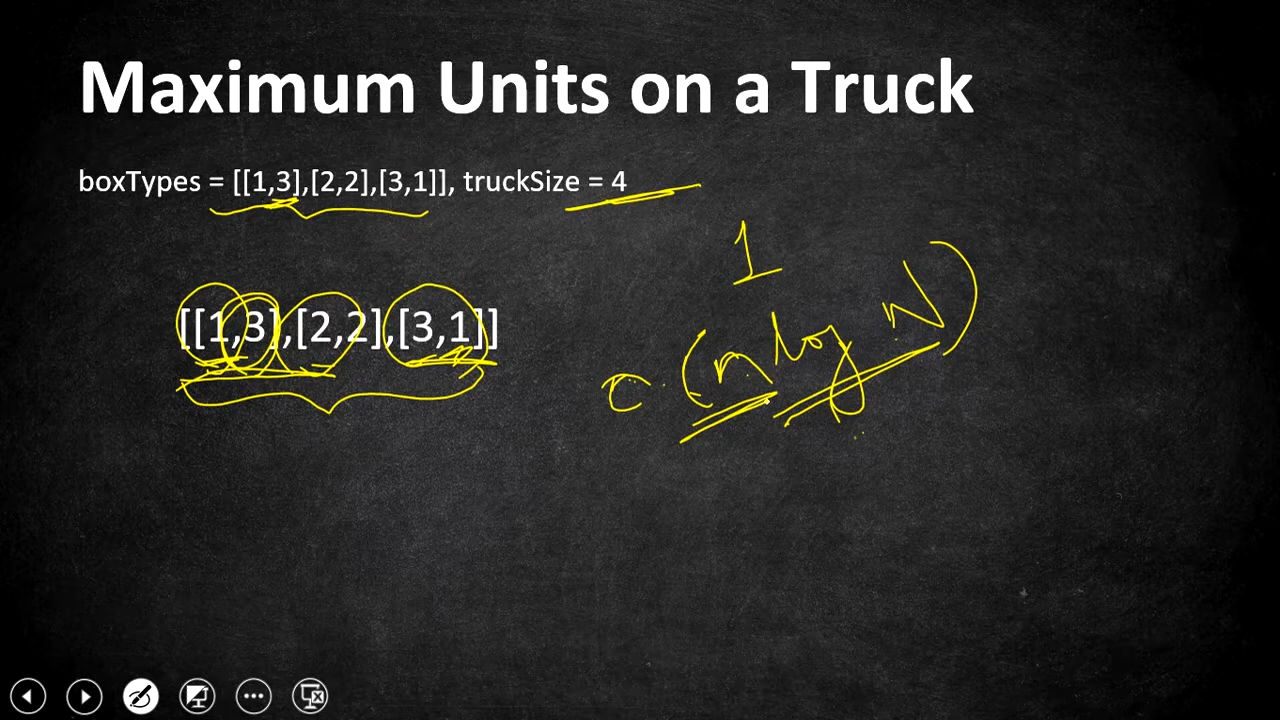 Maximum Units on a Truck
boxTypes = [[1,3],[2,2],[3,1]], truckSize = 4
1
[[1,3],[2,2],[3,1]]
(n log N)